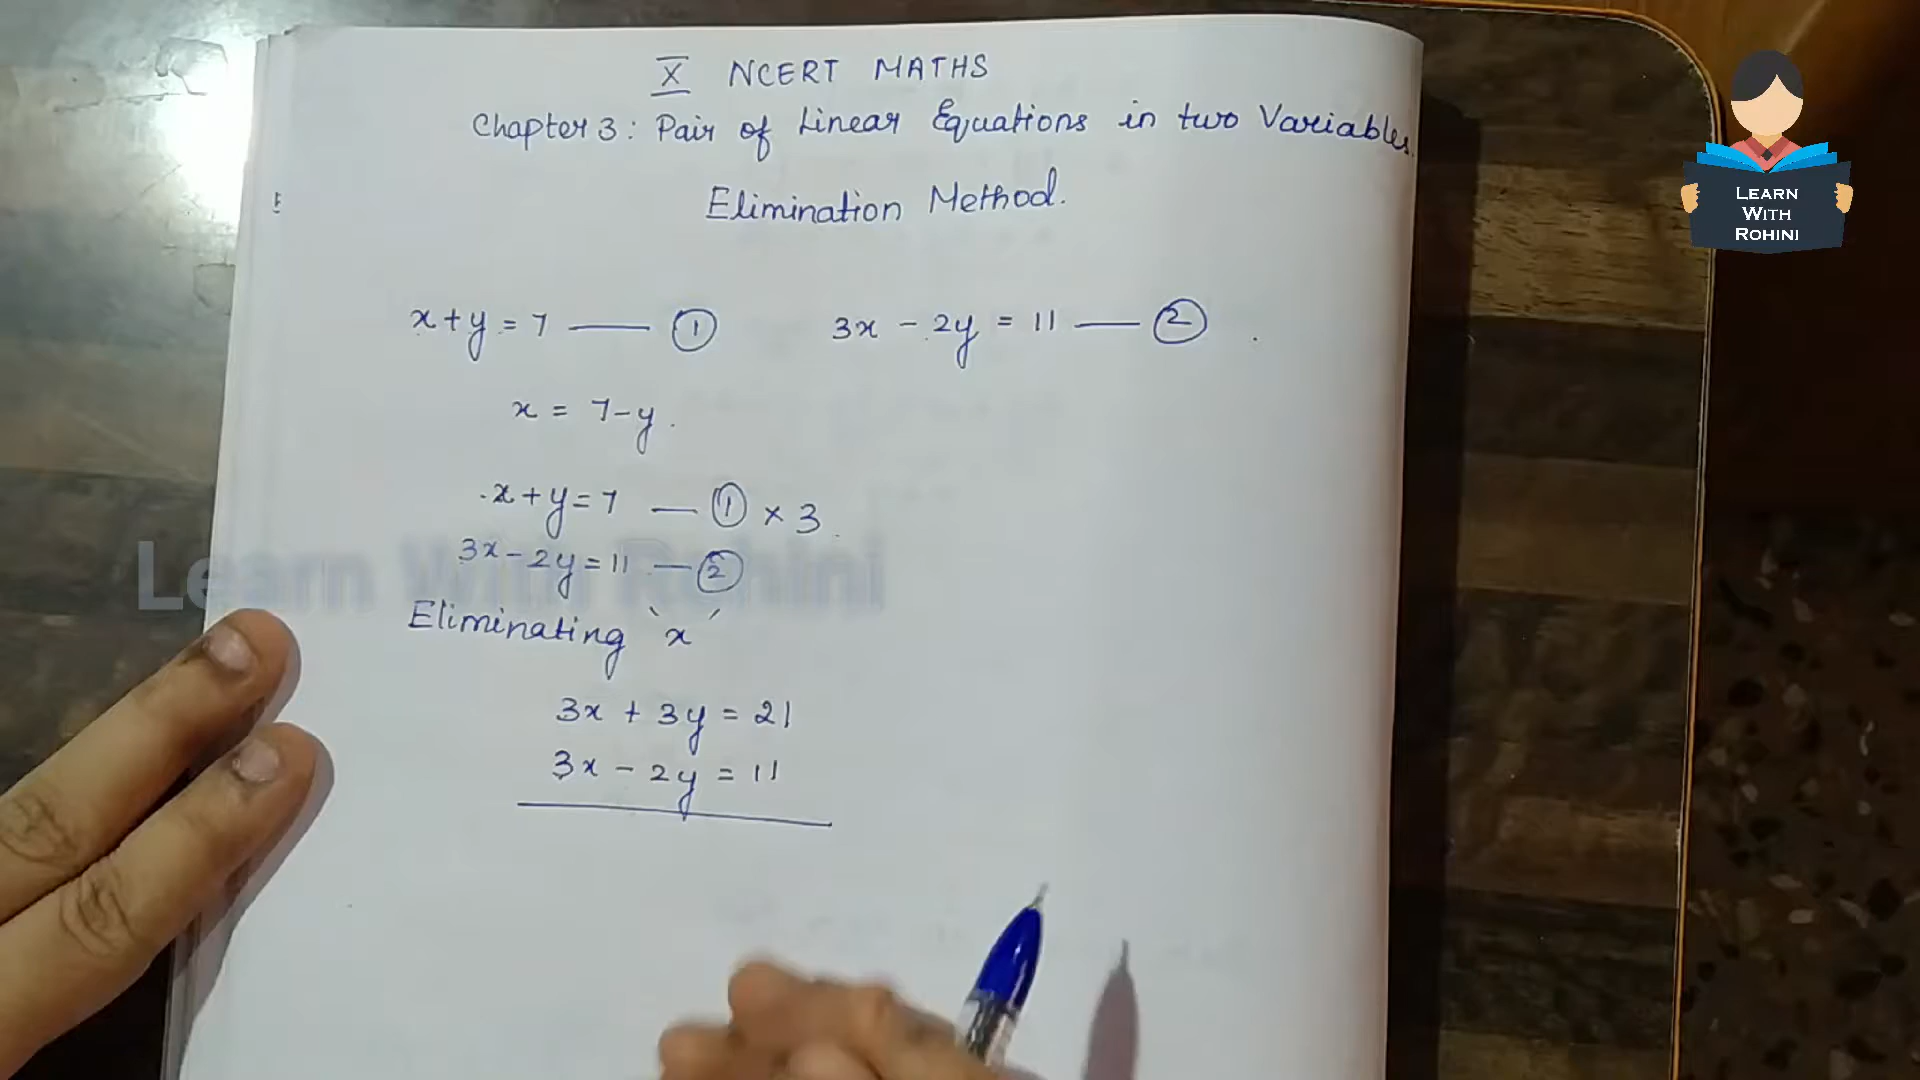 X NCERT MATHS
Chapter 3 : Pair of Linear Equations in two Variables.
Elimination Method.
x + y = 7 —— ① 3x - 2y = 11 —— ②
x = 7 - y.
x + y = 7 — ① × 3
3x - 2y = 11 — ②
Eliminating 'x'
3x + 3y = 21
3x - 2y = 11
LEARN
WITH
ROHINI
Learn With Rohini